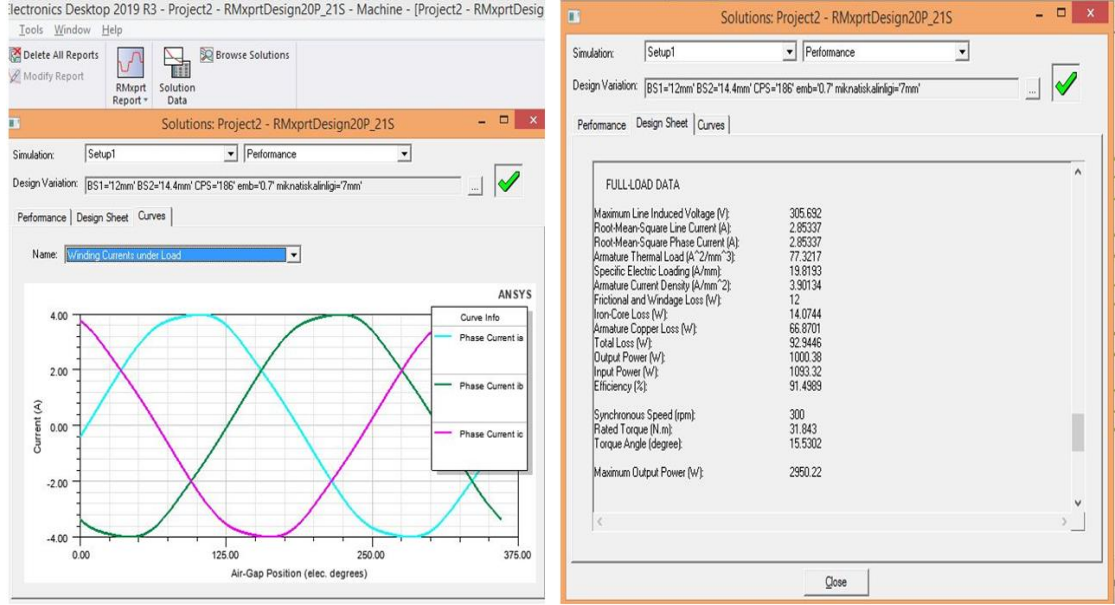 Electronics Desktop 2019 R3 - Project2 - RMxprtDesign20P_21S - Machine - [Project2 - RMxprtDesig
Tools Window Help
Delete All Reports
Modify Report
RMxprt Report
Solution Data
Browse Solutions
Solutions: Project2 - RMxprtDesign20P_21S
Simulation: Setup1 Performance
Design Variation: BS1='12mm' BS2='14.4mm' CPS='186' emb='0.7' miknatiskalinligi='7mm' ...
Performance Design Sheet Curves
Name: Winding Currents under Load
ANSYS
Curve Info
Phase Current ia
Phase Current ib
Phase Current ic
4.00
2.00
0.00
-2.00
-4.00
Current (A)
0.00 125.00 250.00 375.00
Air-Gap Position (elec. degrees)
Solutions: Project2 - RMxprtDesign20P_21S
Simulation: Setup1 Performance
Design Variation: BS1='12mm' BS2='14.4mm' CPS='186' emb='0.7' miknatiskalinligi='7mm' ...
Performance Design Sheet Curves
FULL-LOAD DATA
Maximum Line Induced Voltage (V): 305.692
Root-Mean-Square Line Current (A): 2.85337
Root-Mean-Square Phase Current (A): 2.85337
Armature Thermal Load (A^2/mm^3): 77.3217
Specific Electric Loading (A/mm): 19.8193
Armature Current Density (A/mm^2): 3.90134
Frictional and Windage Loss (W): 12
Iron-Core Loss (W): 14.0744
Armature Copper Loss (W): 66.8701
Total Loss (W): 92.9446
Output Power (W): 1000.38
Input Power (W): 1093.32
Efficiency (%): 91.4989
Synchronous Speed (rpm): 300
Rated Torque (N.m): 31.843
Torque Angle (degree): 15.5302
Maximum Output Power (W): 2950.22
Close